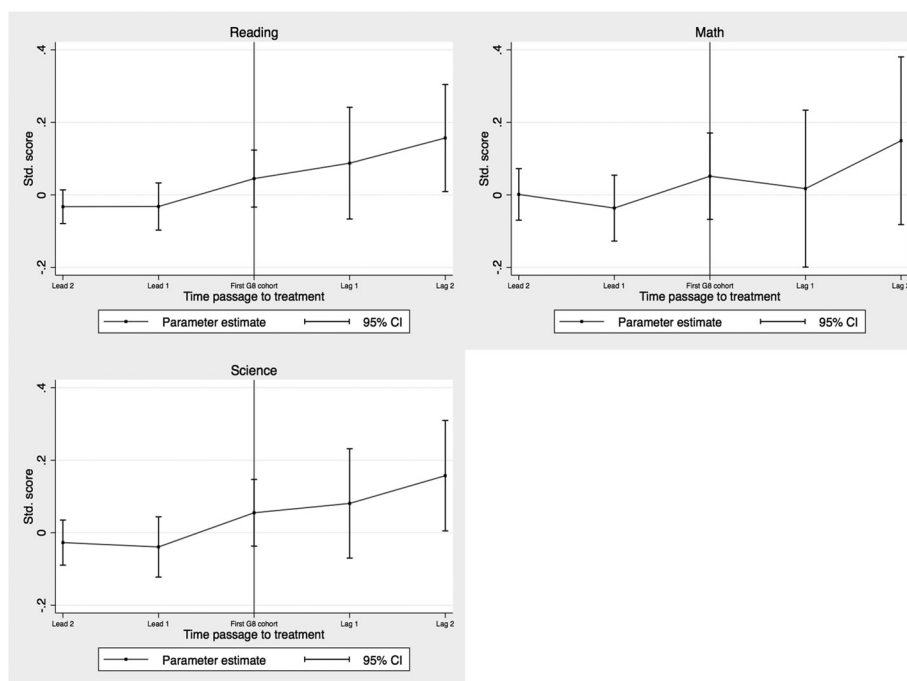 Reading
Std. score
.4
.2
0
-.2
Lead 2 Lead 1 First G8 cohort Lag 1 Lag 2
Time passage to treatment
Parameter estimate 95% CI
Math
Std. score
.4
.2
0
-.2
Lead 2 Lead 1 First G8 cohort Lag 1 Lag
Time passage to treatment
Parameter estimate 95% CI
Science
Std. score
.4
.2
0
-.2
Lead 2 Lead 1 First G8 cohort Lag 1 Lag 2
Time passage to treatment
Parameter estimate 95% CI